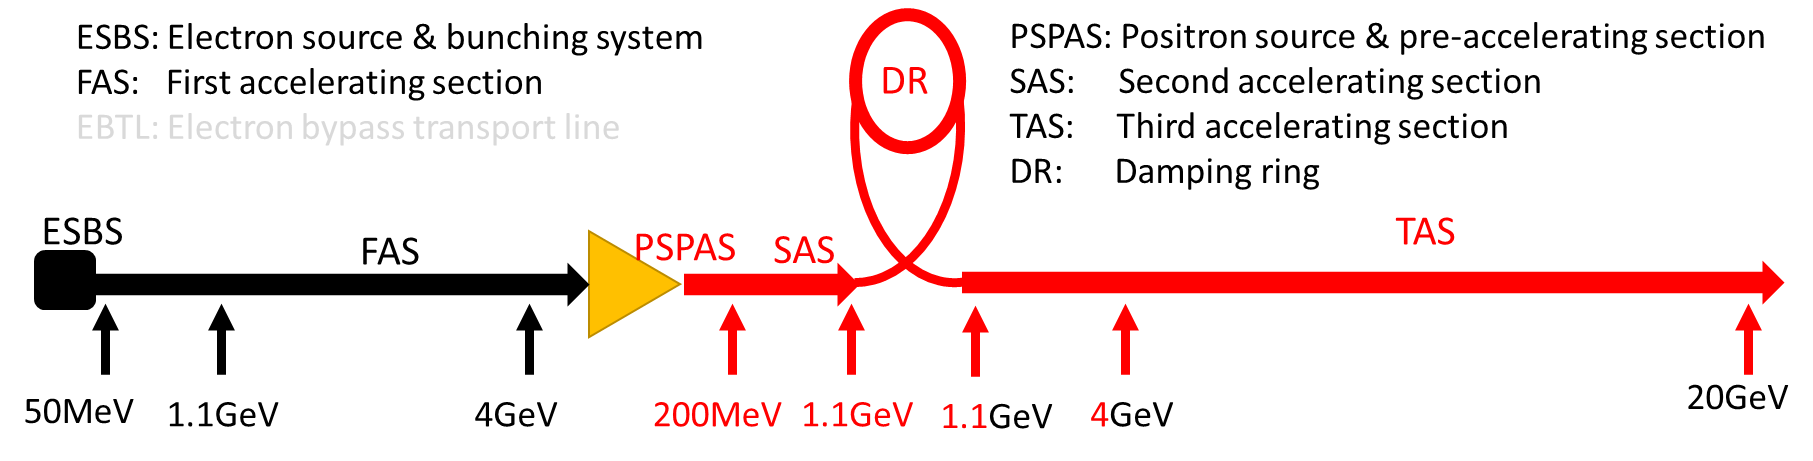 ESBS: Electron source & bunching system
FAS: First accelerating section
EBTL: Electron bypass transport line
DR
PSPAS: Positron source & pre-accelerating section
SAS: Second accelerating section
TAS: Third accelerating section
DR: Damping ring
ESBS
FAS
PSPAS
SAS
TAS
50MeV
1.1GeV
4GeV
200MeV
1.1GeV
1.1GeV
4GeV
20GeV